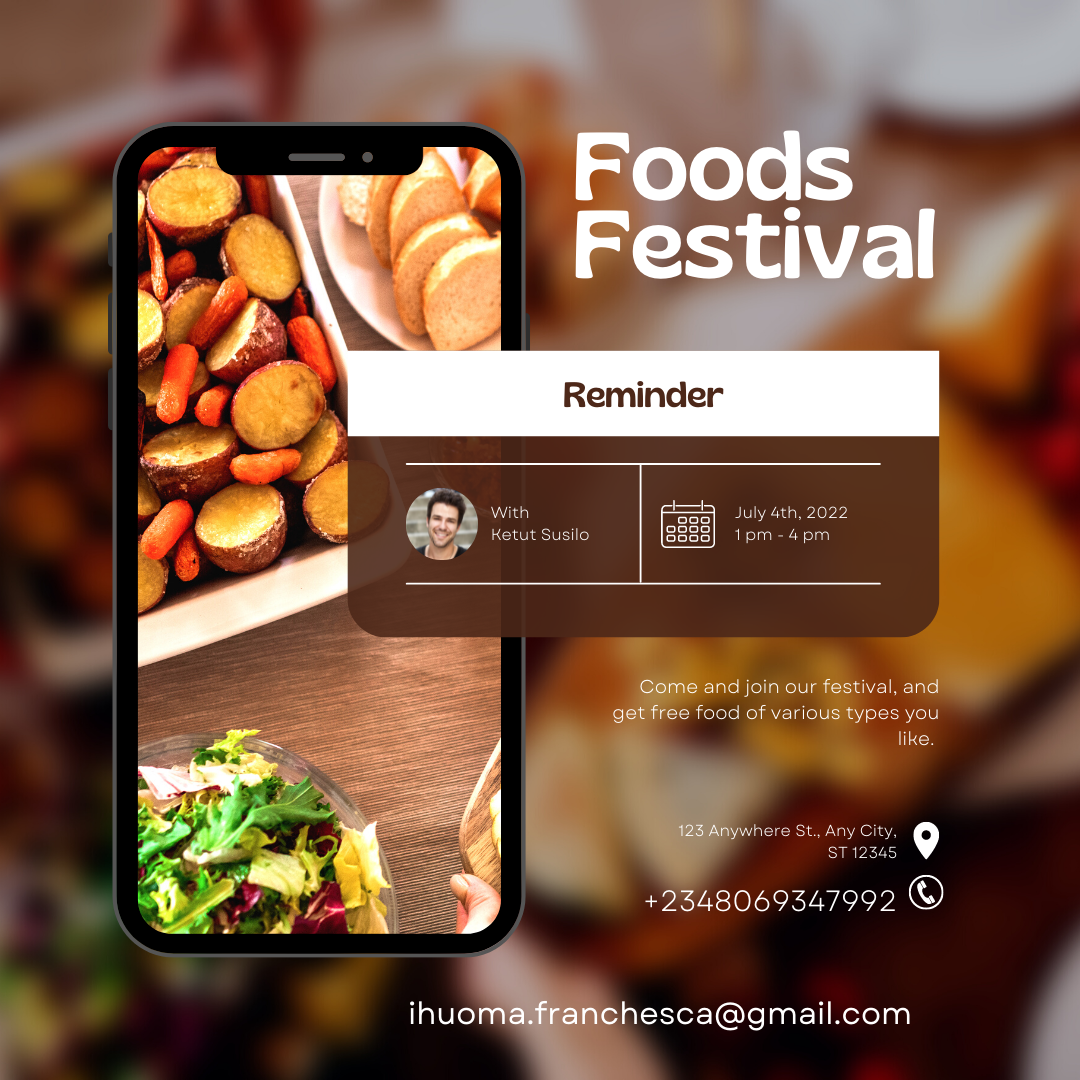 Foods
Festival
Reminder
With
Ketut Susilo
July 4th, 2022
1 pm - 4 pm
Come and join our festival, and
get free food of various types you
like.
123 Anywhere St., Any City,
ST 12345
+2348069347992
ihuoma.franchesca@gmail.com